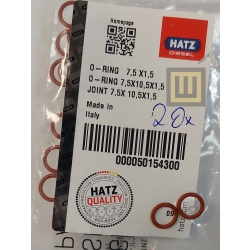 Homepage
HATZ
DIESEL
O-RING 7,5 X1,5
O-RING 7,5X10,5X1,5
JOINT 7,5X 10,5X1,5
Made in
Italy
20x
000050154300
HATZ
QUALITY